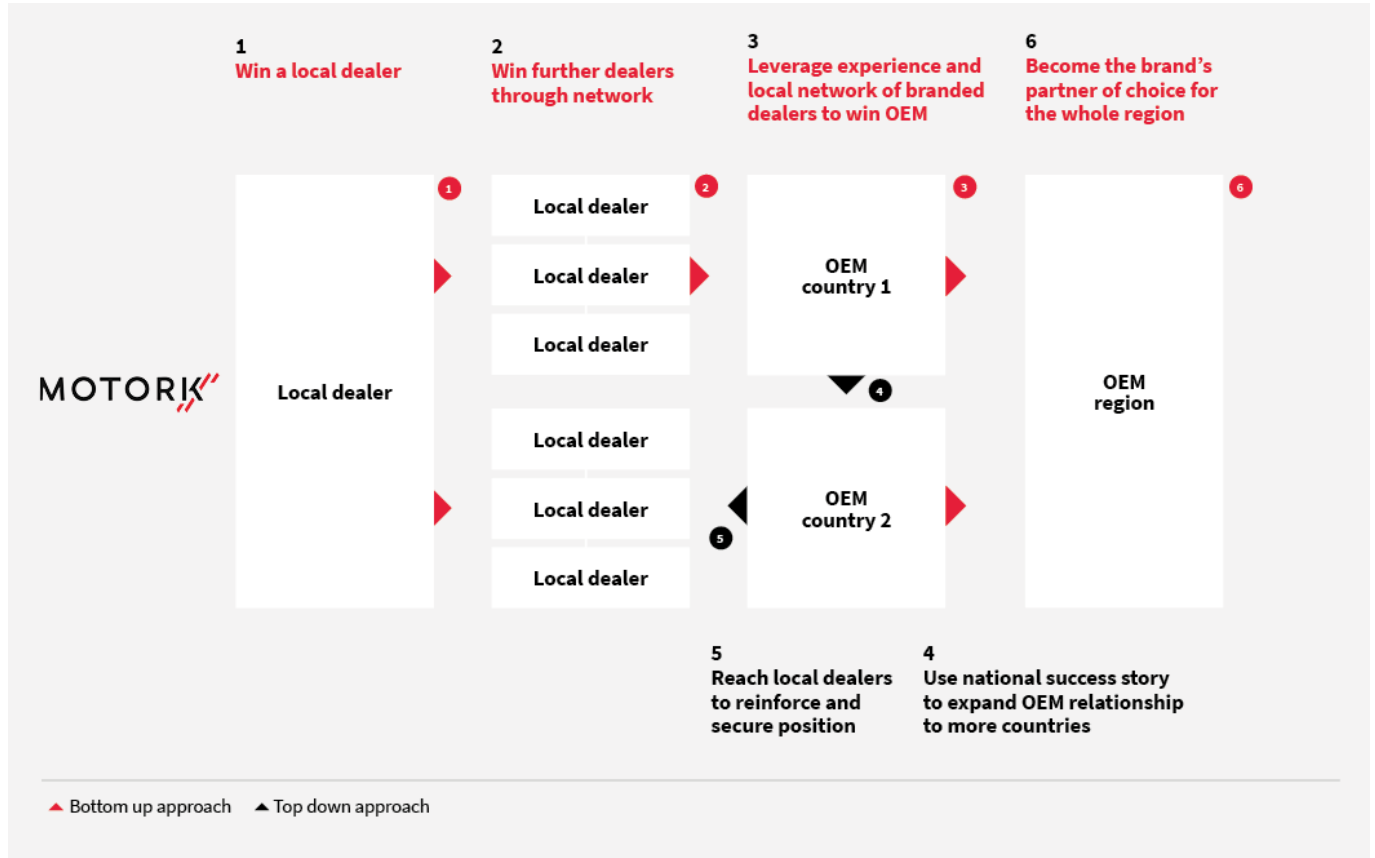 1
Win a local dealer
2
Win further dealers
through network
3
Leverage experience and
local network of branded
dealers to win OEM
6
Become the brand’s
partner of choice for
the whole region
MOTORK
Local dealer
1
Local dealer
Local dealer
Local dealer
2
Local dealer
Local dealer
Local dealer
OEM
country 1
3
4
OEM
country 2
5
OEM
region
6
5
Reach local dealers
to reinforce and
secure position
4
Use national success story
to expand OEM relationship
to more countries
Bottom up approach
Top down approach